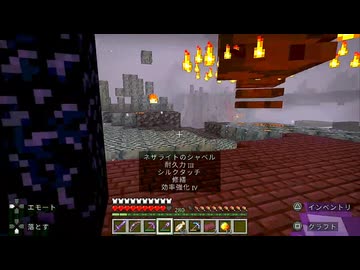 ネザライトのシャベル
耐久力 III
シルクタッチ
修繕
効率強化 IV
エモート
落とす
インベントリ
クラフト